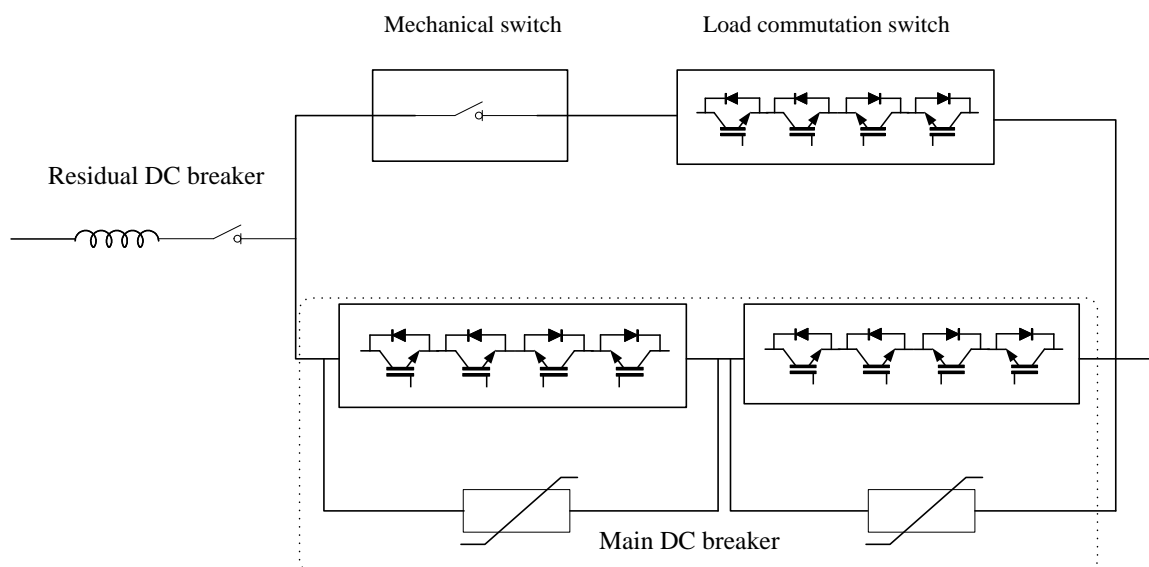 Mechanical switch
Load commutation switch
Residual DC breaker
Main DC breaker